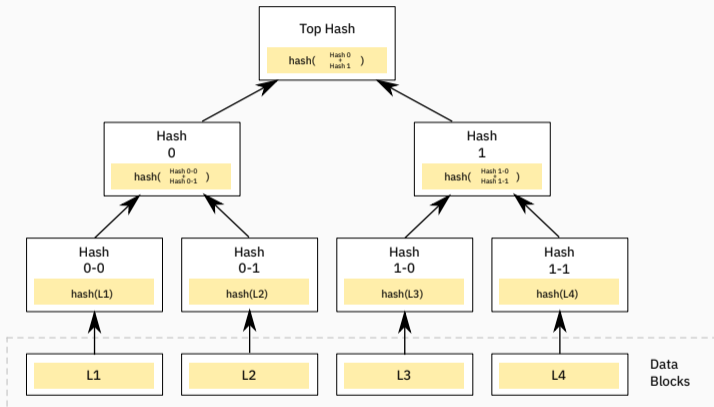 Top Hash
hash( Hash 0 + Hash 1 )
Hash
0
hash( Hash 0-0 + Hash 0-1 )
Hash
1
hash( Hash 1-0 + Hash 1-1 )
Hash
0-0
hash(L1)
Hash
0-1
hash(L2)
Hash
1-0
hash(L3)
Hash
1-1
hash(L4)
L1
L2
L3
L4
Data
Blocks